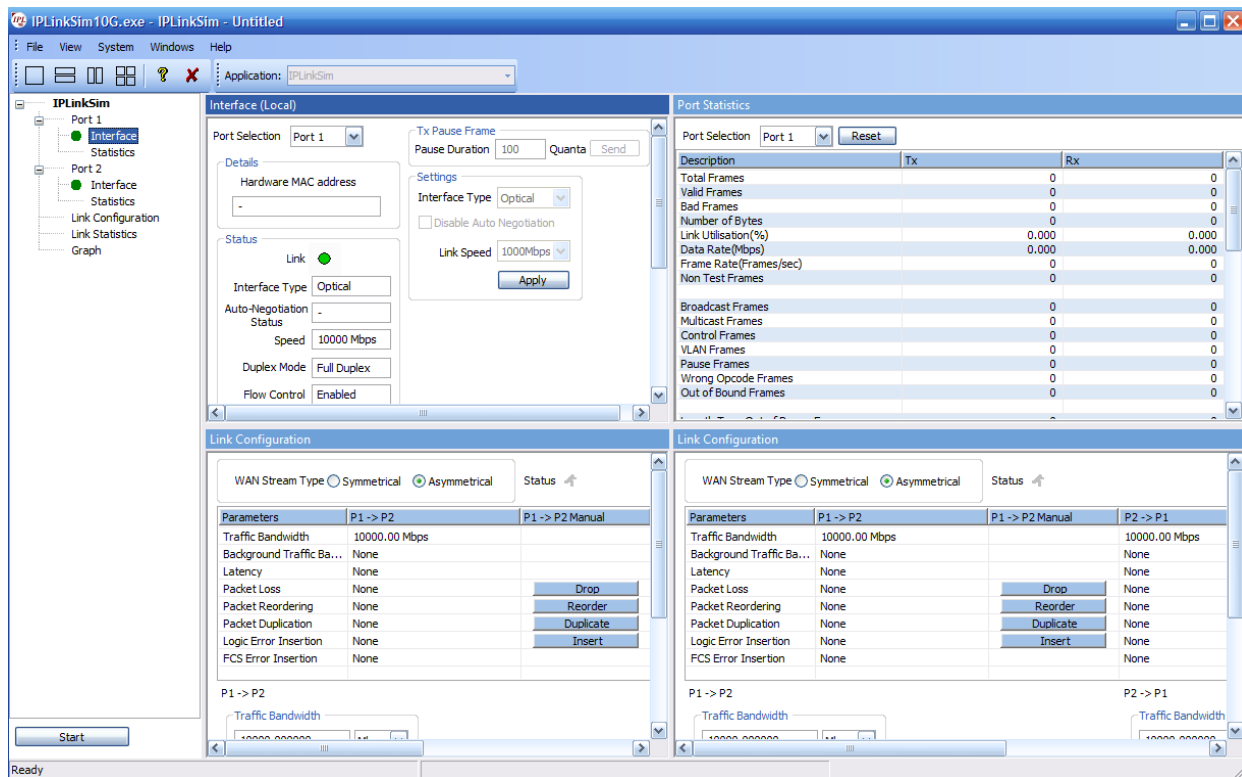 IPLinkSim10G.exe - IPLinkSim - Untitled
File View System Windows Help
Application: IPLinkSim
IPLinkSim
Port 1
Interface
Statistics
Port 2
Interface
Statistics
Link Configuration
Link Statistics
Graph
Start
Ready
Interface (Local)
Port Selection Port 1
Details
Hardware MAC address
-
Status
Link
Interface Type Optical
Auto-Negotiation Status -
Speed 10000 Mbps
Duplex Mode Full Duplex
Flow Control Enabled
Tx Pause Frame
Pause Duration 100 Quanta Send
Settings
Interface Type Optical
Disable Auto Negotiation
Link Speed 1000Mbps
Apply
Port Statistics
Port Selection Port 1 Reset
Description Tx Rx
Total Frames 0 0
Valid Frames 0 0
Bad Frames 0 0
Number of Bytes 0 0
Link Utilisation(%) 0.000 0.000
Data Rate(Mbps) 0.000 0.000
Frame Rate(Frames/sec) 0 0
Non Test Frames 0 0
Broadcast Frames 0 0
Multicast Frames 0 0
Control Frames 0 0
VLAN Frames 0 0
Pause Frames 0 0
Wrong Opcode Frames 0 0
Out of Bound Frames 0 0
Link Configuration
WAN Stream Type Symmetrical Asymmetrical Status
Parameters P1 -> P2 P1 -> P2 Manual
Traffic Bandwidth 10000.00 Mbps
Background Traffic Ba... None
Latency None
Packet Loss None Drop
Packet Reordering None Reorder
Packet Duplication None Duplicate
Logic Error Insertion None Insert
FCS Error Insertion None
P1 -> P2
Traffic Bandwidth
Link Configuration
WAN Stream Type Symmetrical Asymmetrical Status
Parameters P1 -> P2 P1 -> P2 Manual P2 -> P1
Traffic Bandwidth 10000.00 Mbps 10000.00 Mbps
Background Traffic Ba... None None
Latency None None
Packet Loss None Drop None
Packet Reordering None Reorder None
Packet Duplication None Duplicate None
Logic Error Insertion None Insert None
FCS Error Insertion None None
P1 -> P2 P2 -> P1
Traffic Bandwidth Traffic Bandwidth